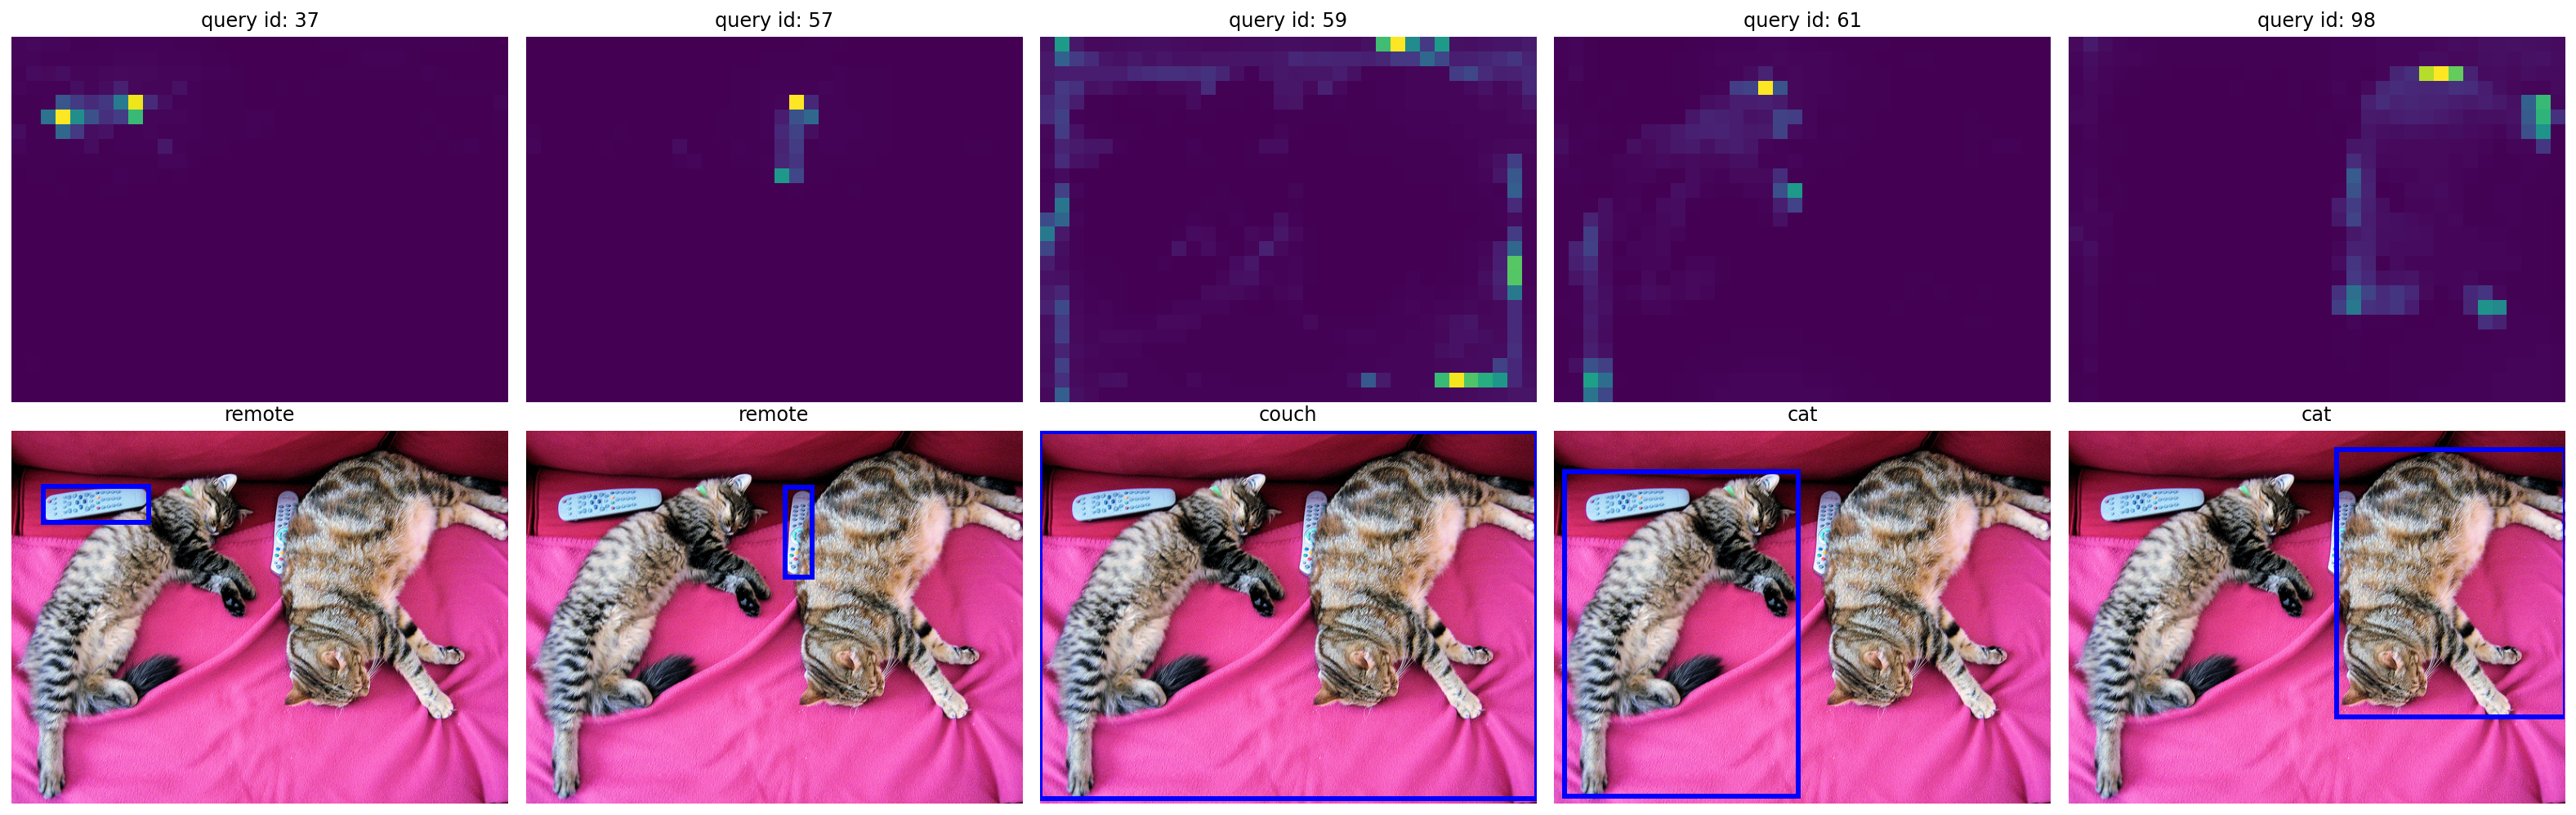 query id: 37
query id: 57
query id: 59
query id: 61
query id: 98
remote
remote
couch
cat
cat